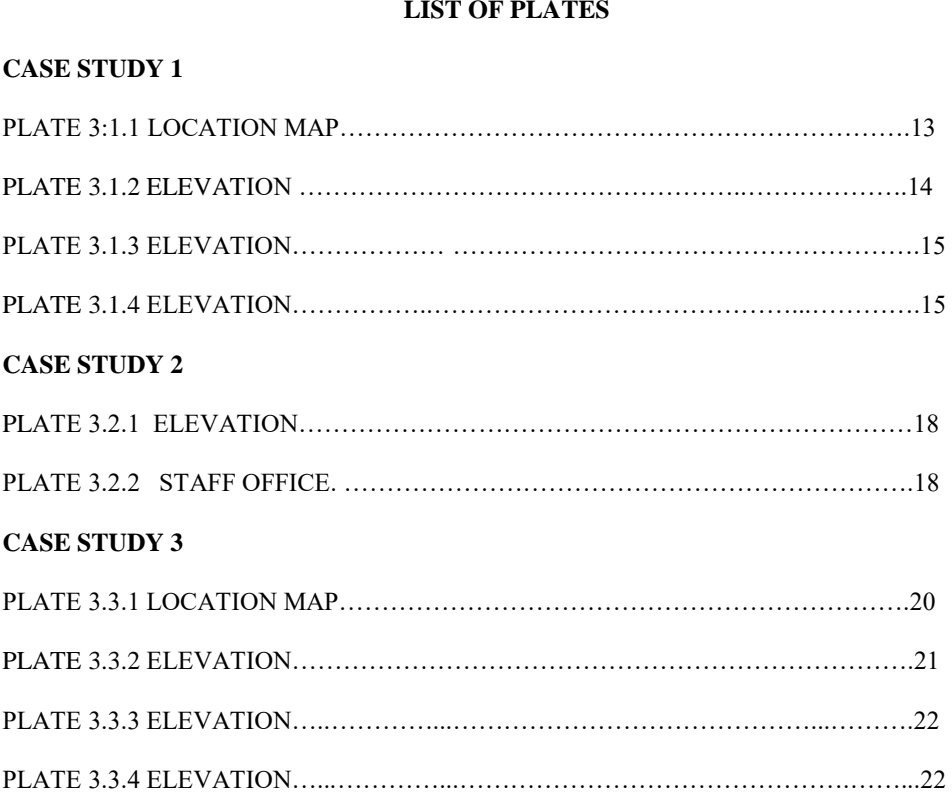 LIST OF PLATES
CASE STUDY 1
PLATE 3:1.1 LOCATION MAP…………………………………………………………….13
PLATE 3.1.2 ELEVATION ………………………………………………………………….14
PLATE 3.1.3 ELEVATION……………… ………………………………………………….15
PLATE 3.1.4 ELEVATION……………..……………………………………...………….15
CASE STUDY 2
PLATE 3.2.1  ELEVATION………………………………………………………………….18
PLATE 3.2.2   STAFF OFFICE. …………………………………………………………….18
CASE STUDY 3
PLATE 3.3.1 LOCATION MAP…………………………………………………………….20
PLATE 3.3.2 ELEVATION………………………………………………………………….21
PLATE 3.3.3 ELEVATION…..…………...………………………………………...……….22
PLATE 3.3.4 ELEVATION…...…………...……………………………………….……...22